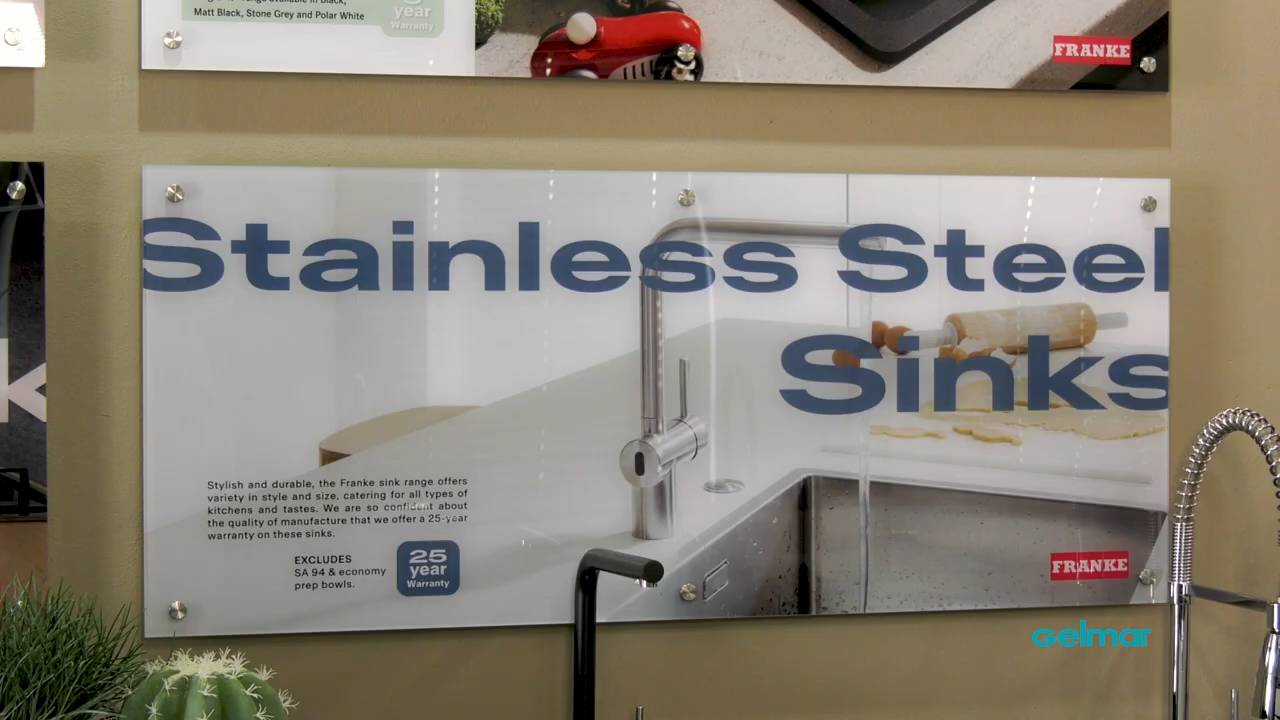 Matt Black, Stone Grey and Polar White
year
Warranty
FRANKE
Stainless Steel
Sinks
k
Stylish and durable, the Franke sink range offers
variety in style and size, catering for all types of
kitchens and tastes. We are so confident about
the quality of manufacture that we offer a 25-year
warranty on these sinks.
EXCLUDES
SA 94 & economy
prep bowls.
25
year
Warranty
FRANKE
gelmar